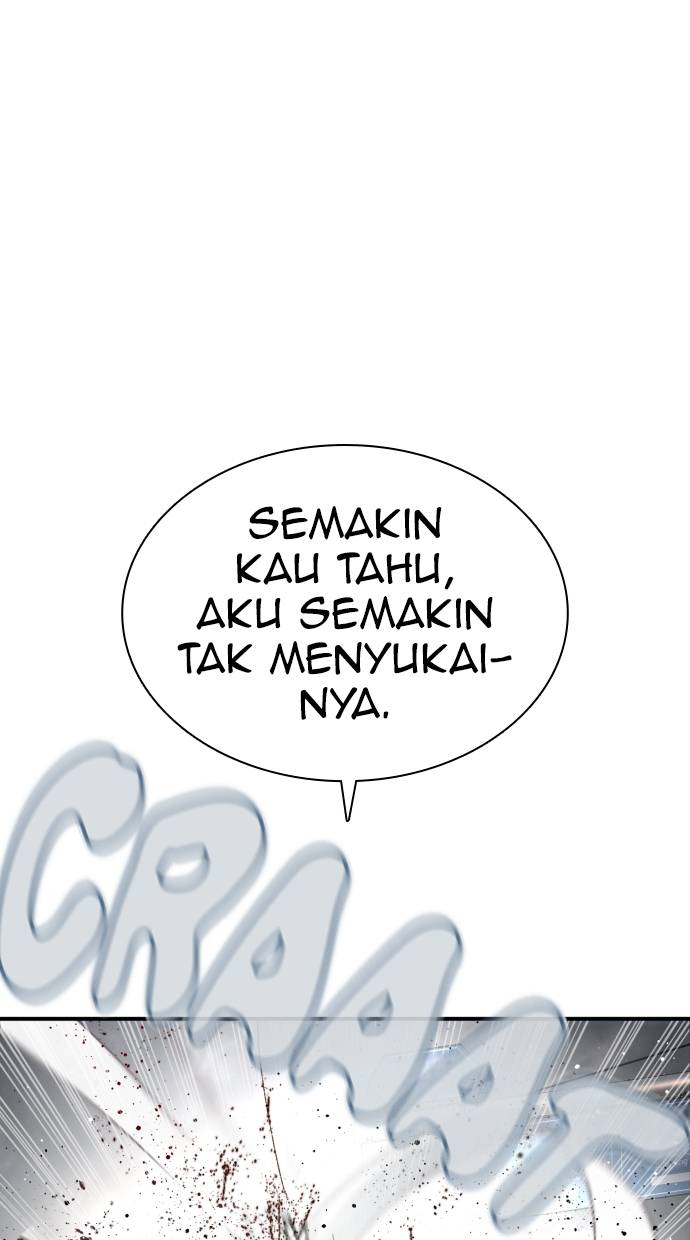 SEMAKIN
KAU TAHU,
AKU SEMAKIN
TAK MENYUKAI-
NYA.
CRAAAT